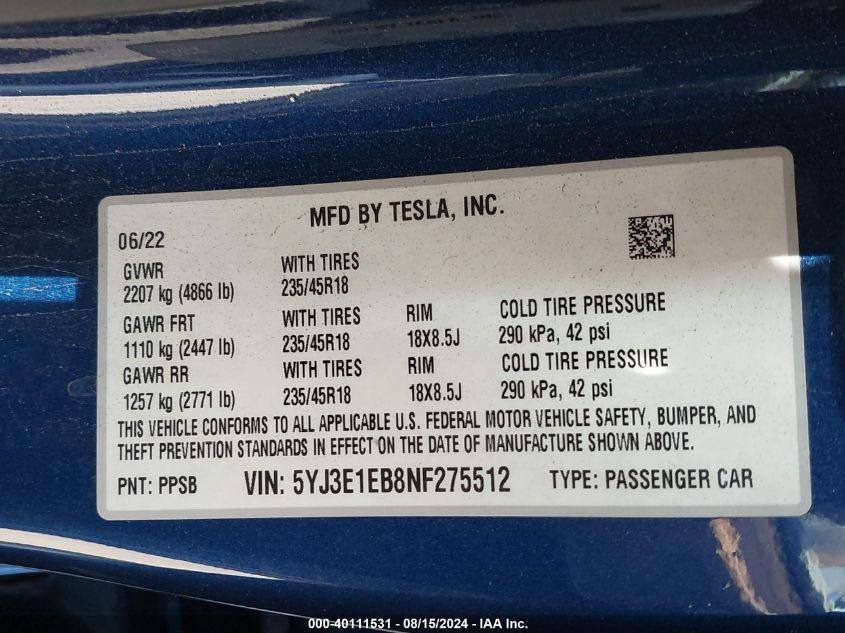 MFD BY TESLA, INC.
06/22
GVWR WITH TIRES
2207 kg (4866 lb) 235/45R18
GAWR FRT WITH TIRES RIM COLD TIRE PRESSURE
1110 kg (2447 lb) 235/45R18 18X8.5J 290 kPa, 42 psi
GAWR RR WITH TIRES RIM COLD TIRE PRESSURE
1257 kg (2771 lb) 235/45R18 18X8.5J 290 kPa, 42 psi
THIS VEHICLE CONFORMS TO ALL APPLICABLE U.S. FEDERAL MOTOR VEHICLE SAFETY, BUMPER, AND
THEFT PREVENTION STANDARDS IN EFFECT ON THE DATE OF MANUFACTURE SHOWN ABOVE.
PNT: PPSB VIN: 5YJ3E1EB8NF275512 TYPE: PASSENGER CAR
000-40111531 - 08/15/2024 - IAA Inc.